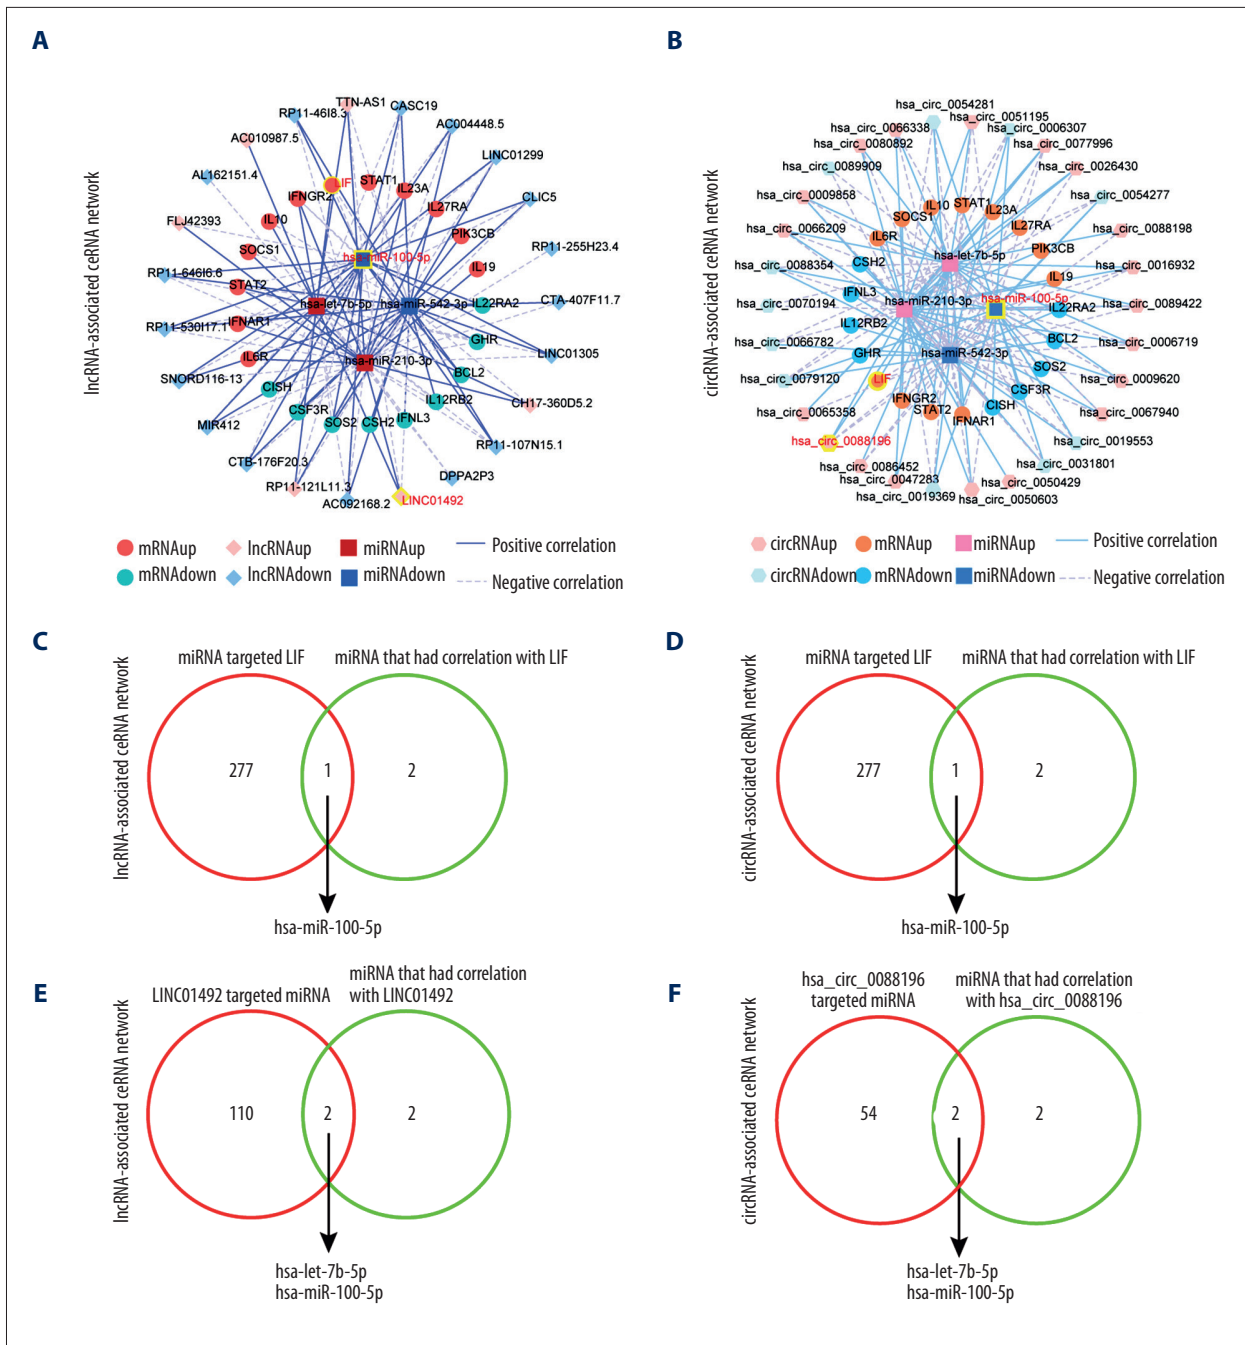 A
lncRNA-associated ceRNA network
TTN-AS1
RP11-46I8.3
CASC19
AC010987.5
AC004448.5
LINC01299
AL162151.4
CLIC5
FLJ42393
RP11-255H23.4
RP11-646I6.6
CTA-407F11.7
RP11-530I17.1
LINC01305
SNORD116-13
CH17-360D5.2
MIR412
RP11-107N15.1
CTB-176F20.3
DPPA2P3
RP11-121L11.3
LINC01492
AC092168.2
LIF
STAT1
IL23A
IFNGR2
IL27RA
IL10
PIK3CB
SOCS1
IL19
STAT2
IL22RA2
IFNAR1
GHR
IL6R
BCL2
CISH
IL12RB2
CSF3R
IFNL3
SOS2
CSH2
hsa-miR-100-5p
hsa-let-7b-5p
hsa-miR-542-3p
hsa-miR-210-3p
mRNAup
lncRNAup
miRNAup
Positive correlation
mRNAdown
lncRNAdown
miRNAdown
Negative correlation
B
circRNA-associated ceRNA network
hsa_circ_0054281
hsa_circ_0051195
hsa_circ_0066338
hsa_circ_0006307
hsa_circ_0080892
hsa_circ_0077996
hsa_circ_0089909
hsa_circ_0026430
hsa_circ_0009858
hsa_circ_0054277
hsa_circ_0066209
hsa_circ_0088198
hsa_circ_0088354
hsa_circ_0016932
hsa_circ_0070194
hsa_circ_0089422
hsa_circ_0066782
hsa_circ_0006719
hsa_circ_0079120
hsa_circ_0009620
hsa_circ_0065358
hsa_circ_0067940
hsa_circ_0088196
hsa_circ_0019553
hsa_circ_0086452
hsa_circ_0031801
hsa_circ_0047283
hsa_circ_0050429
hsa_circ_0019369
hsa_circ_0050603
IL10
STAT1
SOCS1
IL23A
IL6R
IL27RA
CSH2
PIK3CB
IFNL3
IL19
IL12RB2
IL22RA2
GHR
BCL2
LIF
SOS2
IFNGR2
CSF3R
STAT2
CISH
IFNAR1
hsa-let-7b-5p
hsa-miR-210-3p
hsa-miR-100-5p
hsa-miR-542-3p
circRNAup
mRNAup
miRNAup
Positive correlation
circRNAdown
mRNAdown
miRNAdown
Negative correlation
C
lncRNA-associated ceRNA network
miRNA targeted LIF
miRNA that had correlation with LIF
277
1
2
hsa-miR-100-5p
D
circRNA-associated ceRNA network
miRNA targeted LIF
miRNA that had correlation with LIF
277
1
2
hsa-miR-100-5p
E
lncRNA-associated ceRNA network
LINC01492 targeted miRNA
miRNA that had correlation
with LINC01492
110
2
2
hsa-let-7b-5p
hsa-miR-100-5p
F
circRNA-associated ceRNA network
hsa_circ_0088196
targeted miRNA
miRNA that had correlation
with hsa_circ_0088196
54
2
2
hsa-let-7b-5p
hsa-miR-100-5p